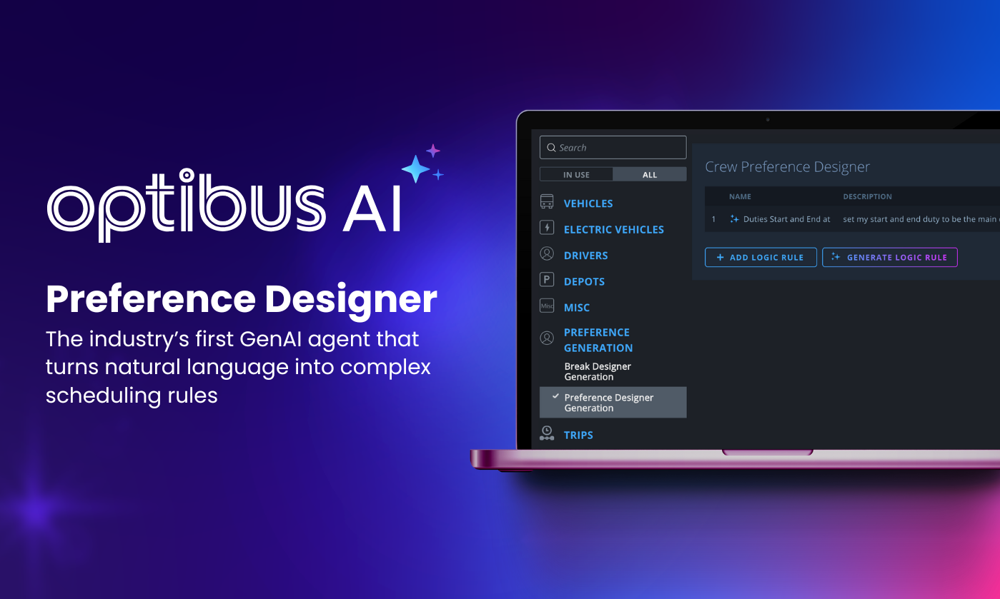 optibus AI
Preference Designer
The industry’s first GenAI agent that
turns natural language into complex
scheduling rules
Search
IN USE
ALL
VEHICLES
ELECTRIC VEHICLES
DRIVERS
P
DEPOTS
Misc
MISC
PREFERENCE
GENERATION
Break Designer
Generation
Preference Designer
Generation
TRIPS
Crew Preference Designer
NAME DESCRIPTION
1 Duties Start and End at set my start and end duty to be the main
+ ADD LOGIC RULE
GENERATE LOGIC RULE